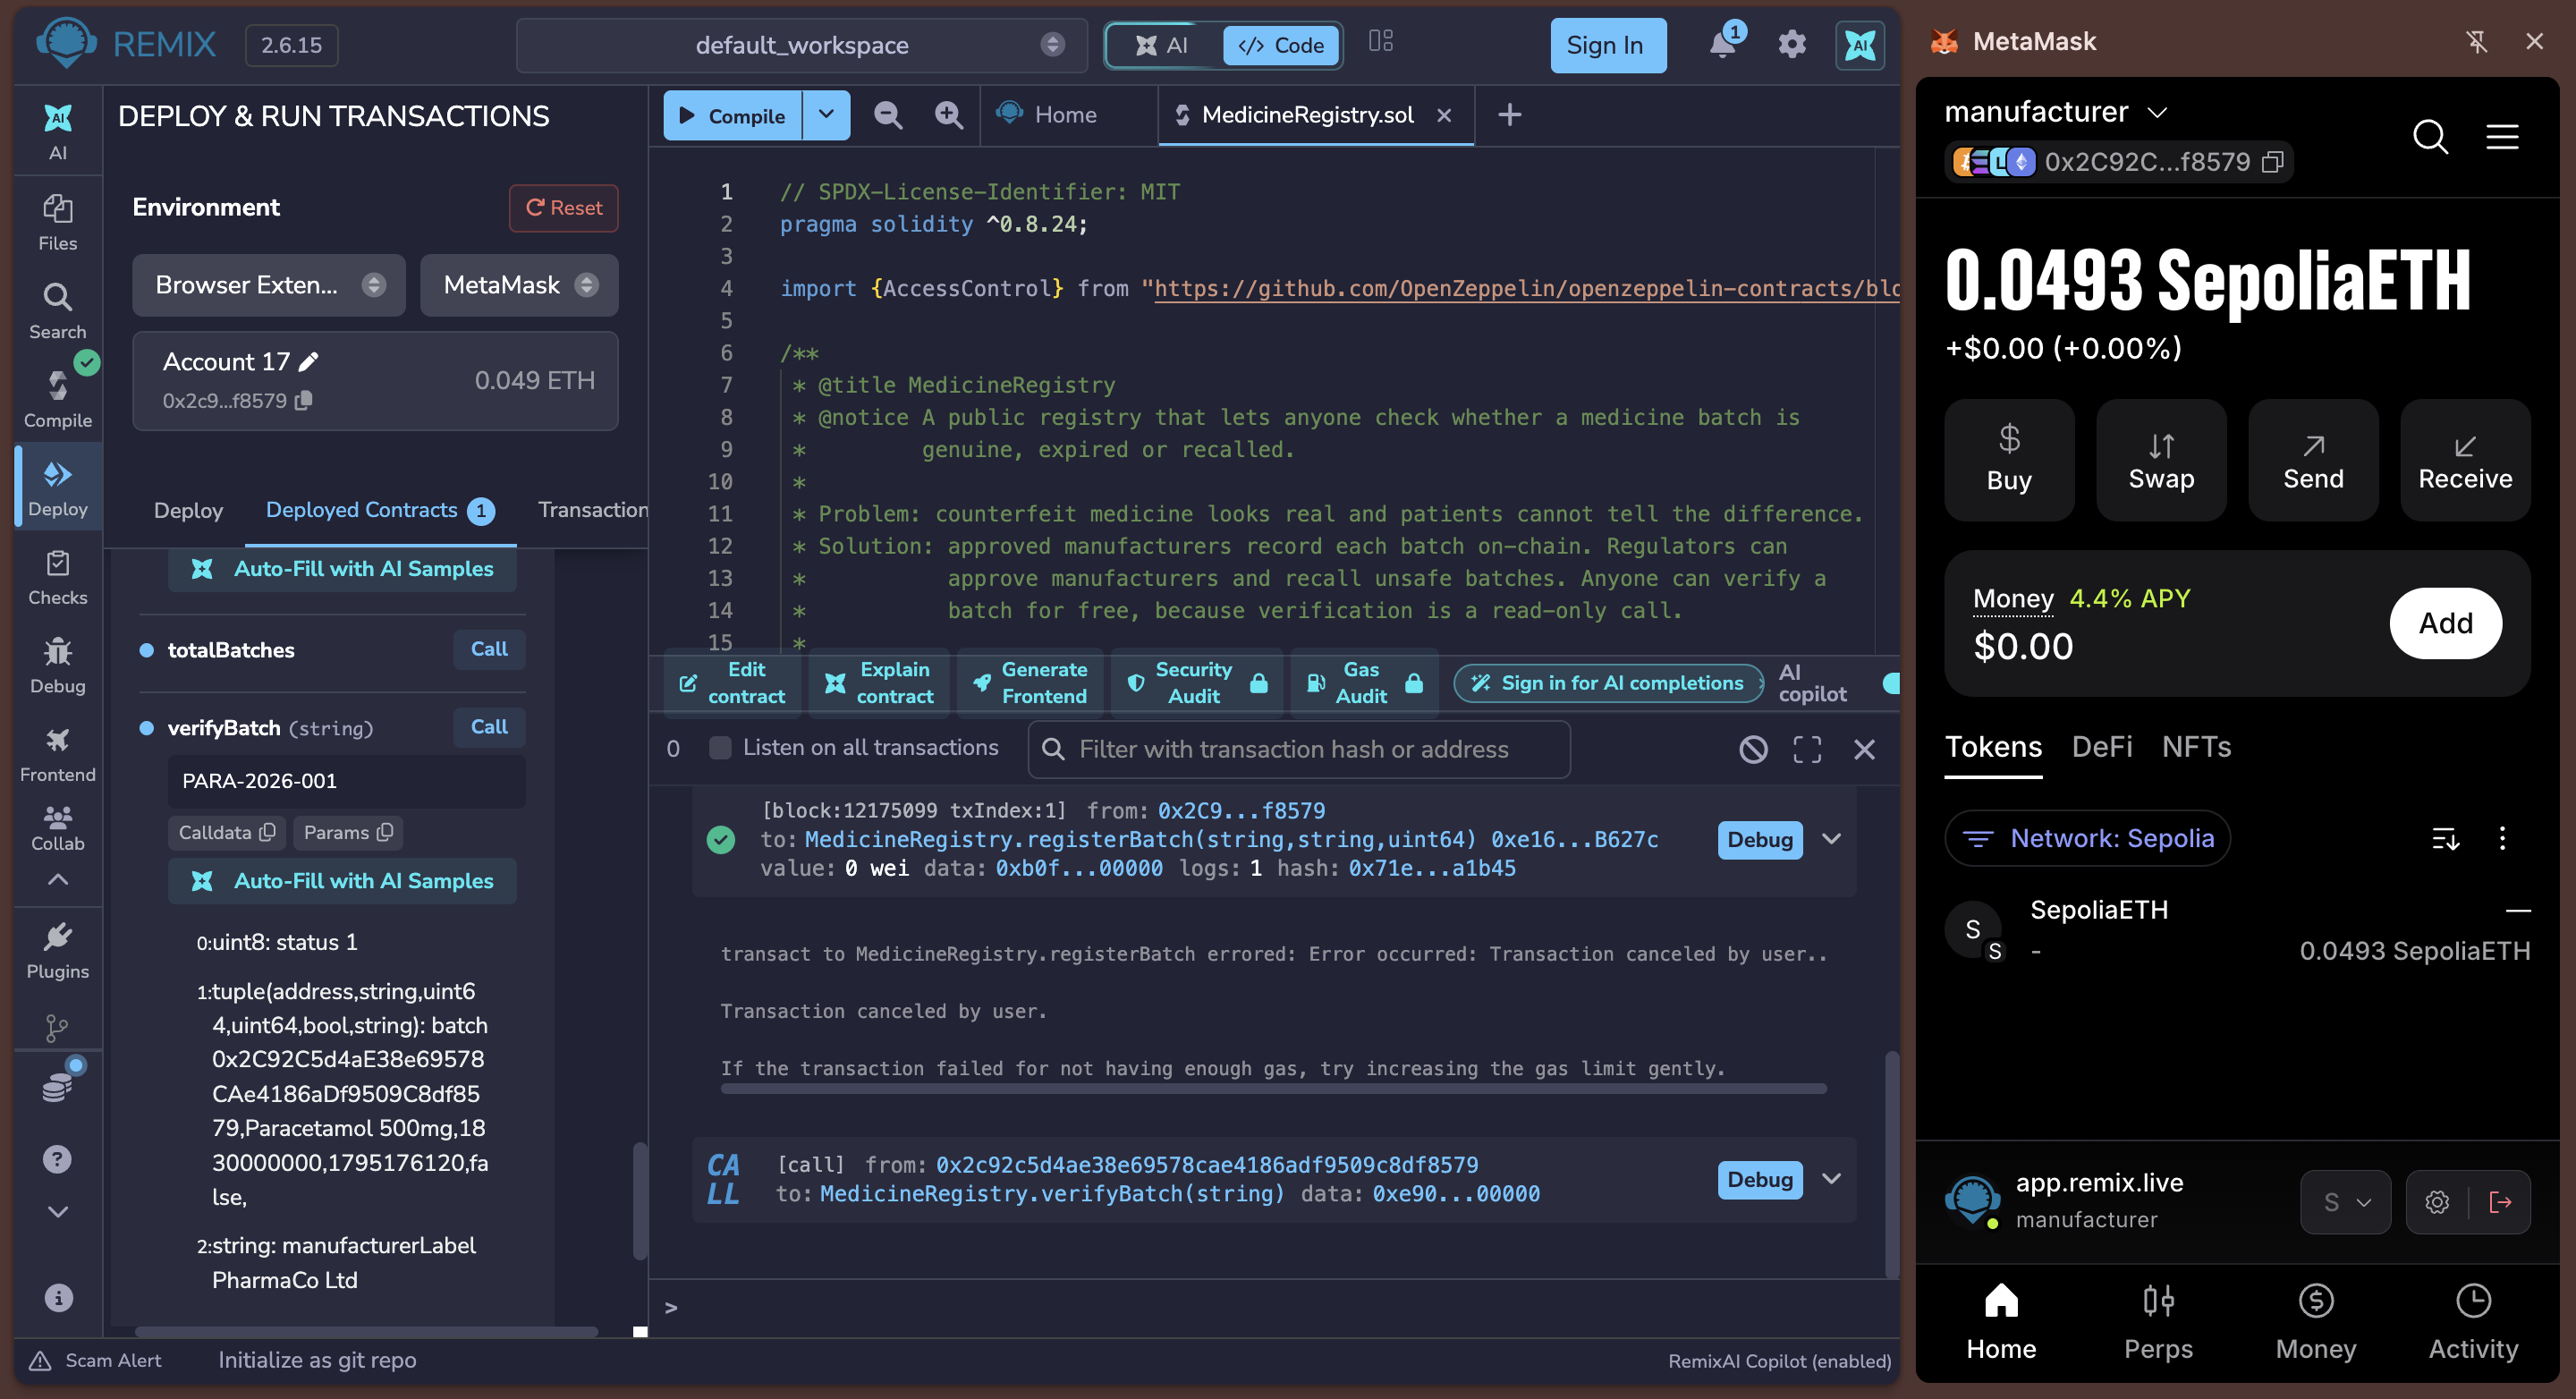 REMIX
2.6.15
default_workspace
AI
Code
Sign In
1
AI
MetaMask
AI
AI
Files
Search
Compile
Deploy
Checks
Debug
Frontend
Collab
Plugins
DEPLOY & RUN TRANSACTIONS
Environment
Reset
Browser Exten...
MetaMask
Account 17
0x2c9...f8579
0.049 ETH
Deploy
Deployed Contracts 1
Transaction
Auto-Fill with AI Samples
totalBatches
Call
verifyBatch (string)
Call
PARA-2026-001
Calldata
Params
Auto-Fill with AI Samples
0:uint8: status 1
1:tuple(address,string,uint6
4,uint64,bool,string): batch
0x2C92C5d4aE38e69578
CAe4186aDf9509C8df85
79,Paracetamol 500mg,18
30000000,1795176120,fa
lse,
2:string: manufacturerLabel
PharmaCo Ltd
Compile
Home
MedicineRegistry.sol
1 // SPDX-License-Identifier: MIT
2 pragma solidity ^0.8.24;
3
4 import {AccessControl} from "https://github.com/OpenZeppelin/openzeppelin-contracts/blo
5
6 /**
7 * @title MedicineRegistry
8 * @notice A public registry that lets anyone check whether a medicine batch is
9 * genuine, expired or recalled.
10 *
11 * Problem: counterfeit medicine looks real and patients cannot tell the difference.
12 * Solution: approved manufacturers record each batch on-chain. Regulators can
13 * approve manufacturers and recall unsafe batches. Anyone can verify a
14 * batch for free, because verification is a read-only call.
15 *
Edit contract
Explain contract
Generate Frontend
Security Audit
Gas Audit
Sign in for AI completions
AI copilot
0
Listen on all transactions
Filter with transaction hash or address
[block:12175099 txIndex:1] from: 0x2C9...f8579
to: MedicineRegistry.registerBatch(string,string,uint64) 0xe16...B627c
value: 0 wei data: 0xb0f...00000 logs: 1 hash: 0x71e...a1b45
Debug
transact to MedicineRegistry.registerBatch errored: Error occurred: Transaction canceled by user..
Transaction canceled by user.
If the transaction failed for not having enough gas, try increasing the gas limit gently.
CALL
[call] from: 0x2c92c5d4ae38e69578cae4186adf9509c8df8579
to: MedicineRegistry.verifyBatch(string) data: 0xe90...00000
Debug
>
Scam Alert
Initialize as git repo
RemixAI Copilot (enabled)
manufacturer
0x2C92C...f8579
0.0493 SepoliaETH
+$0.00 (+0.00%)
Buy
Swap
Send
Receive
Money 4.4% APY
$0.00
Add
Tokens
DeFi
NFTs
Network: Sepolia
S
S
SepoliaETH
—
-
0.0493 SepoliaETH
app.remix.live
manufacturer
S
Home
Perps
Money
Activity